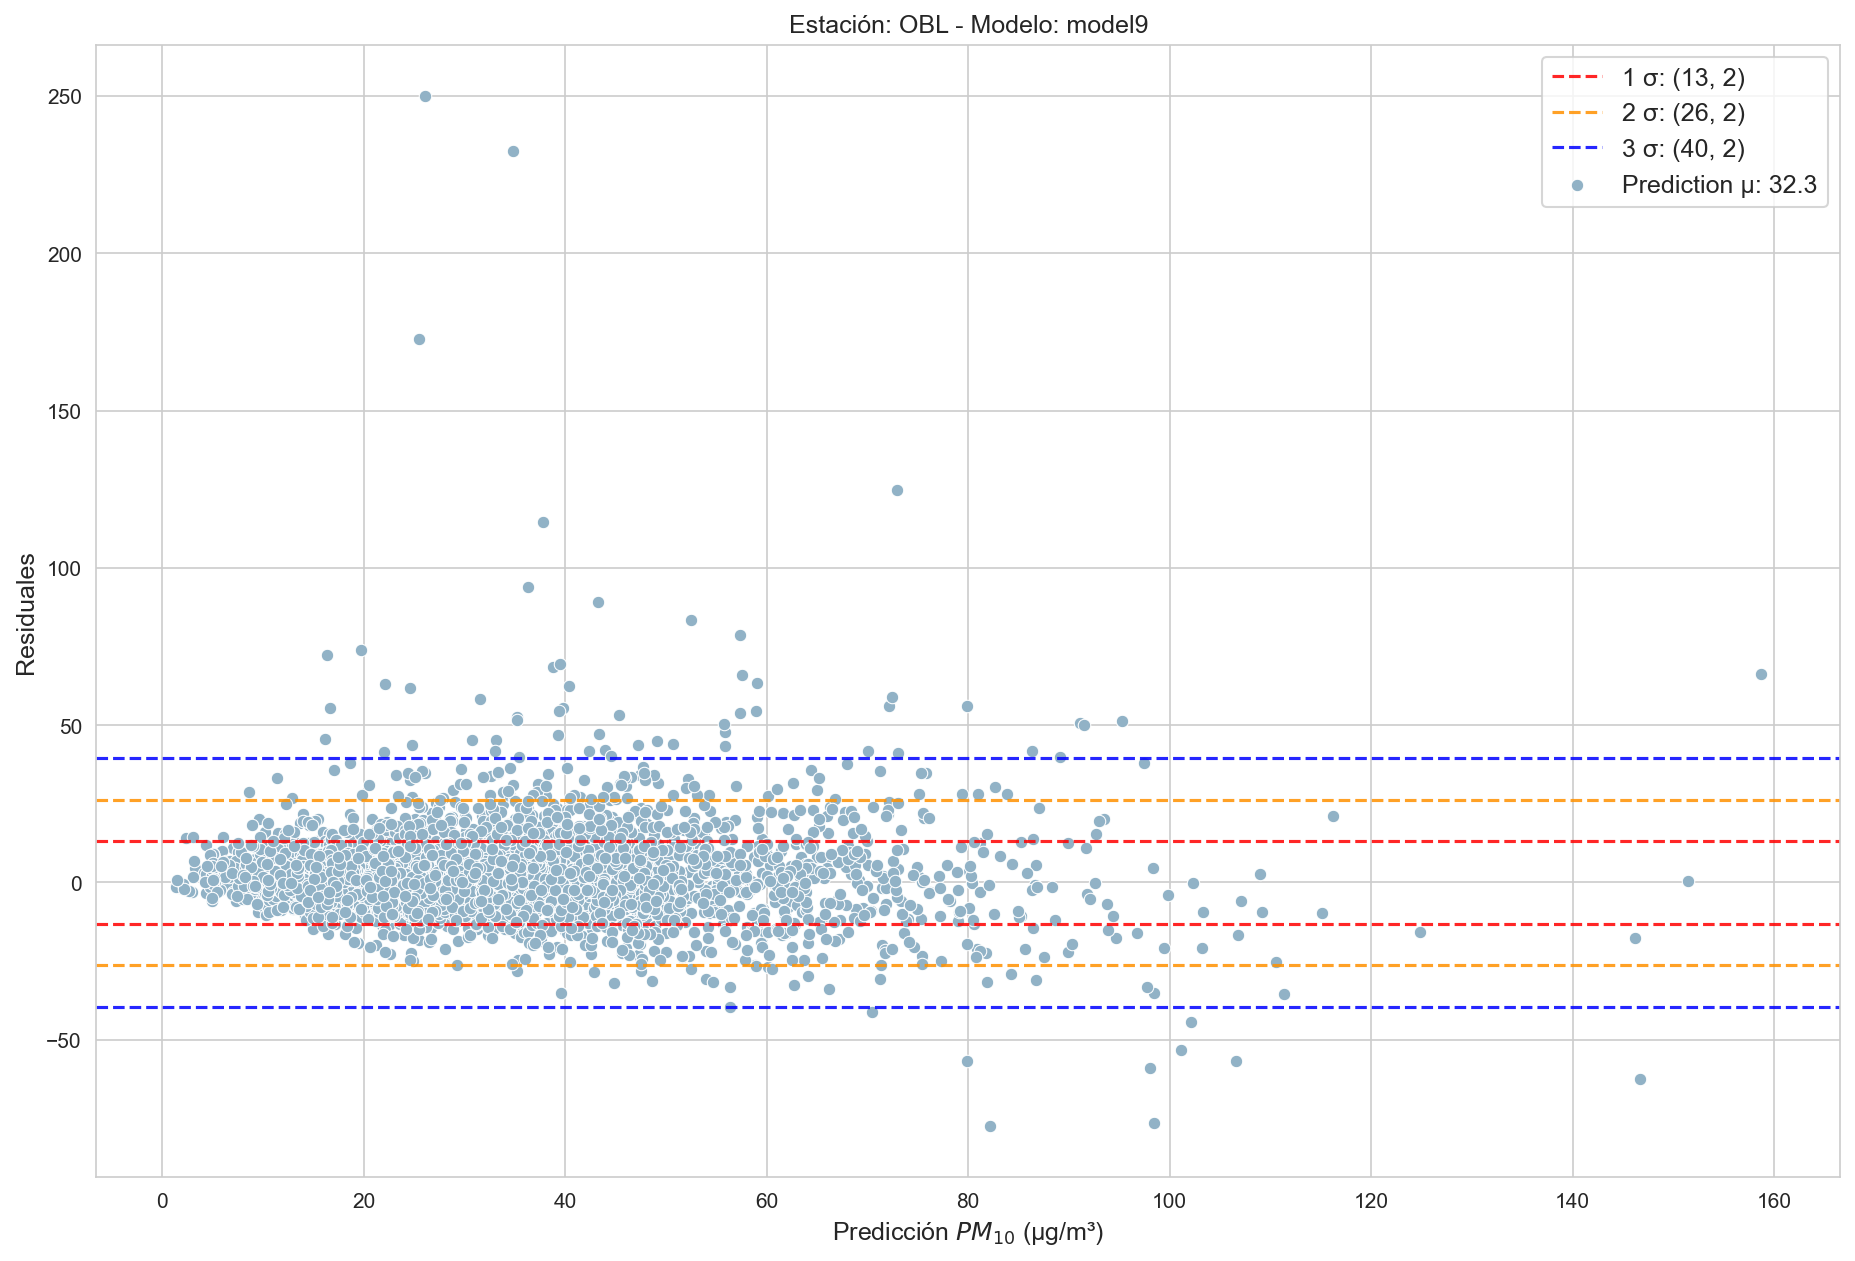 Estación: OBL - Modelo: model9
1 σ: (13, 2)
2 σ: (26, 2)
3 σ: (40, 2)
Prediction µ: 32.3
Residuales
250
200
150
100
50
0
−50
0 20 40 60 80 100 120 140 160
Predicción PM₁₀ (µg/m³)